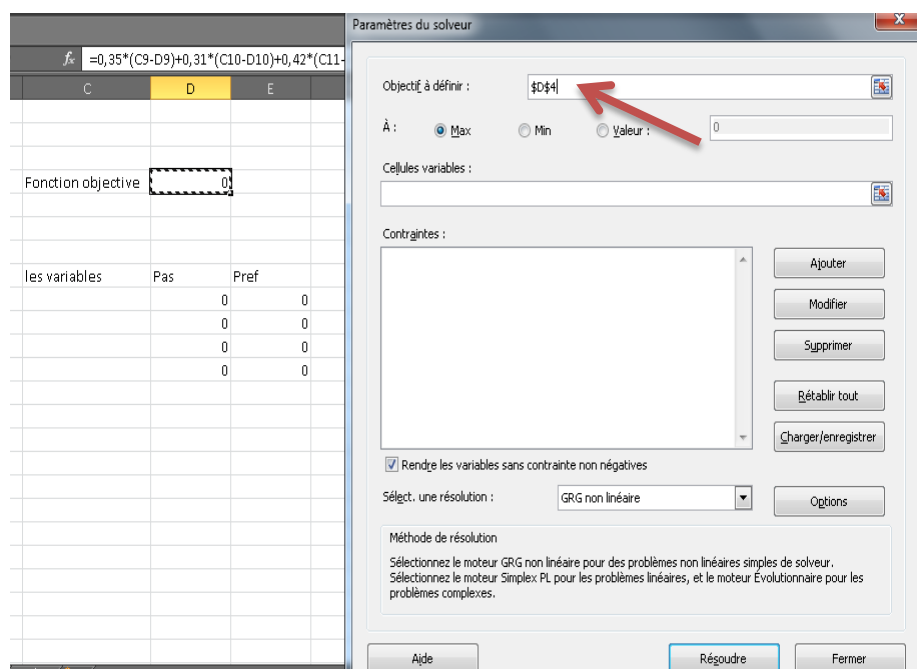 Paramètres du solveur
fx =0,35*(C9-D9)+0,31*(C10-D10)+0,42*(C11-
C D E
Fonction objective 0
les variables Pas Pref
0 0
0 0
0 0
0 0
Objectif à définir : $D$4
À : Max Min Valeur : 0
Cellules variables :
Contraintes :
Ajouter
Modifier
Supprimer
Rétablir tout
Charger/enregistrer
Rendre les variables sans contrainte non négatives
Sélect. une résolution : GRG non linéaire Options
Méthode de résolution
Sélectionnez le moteur GRG non linéaire pour des problèmes non linéaires simples de solveur.
Sélectionnez le moteur Simplex PL pour les problèmes linéaires, et le moteur Évolutionnaire pour les
problèmes complexes.
Aide Résoudre Fermer